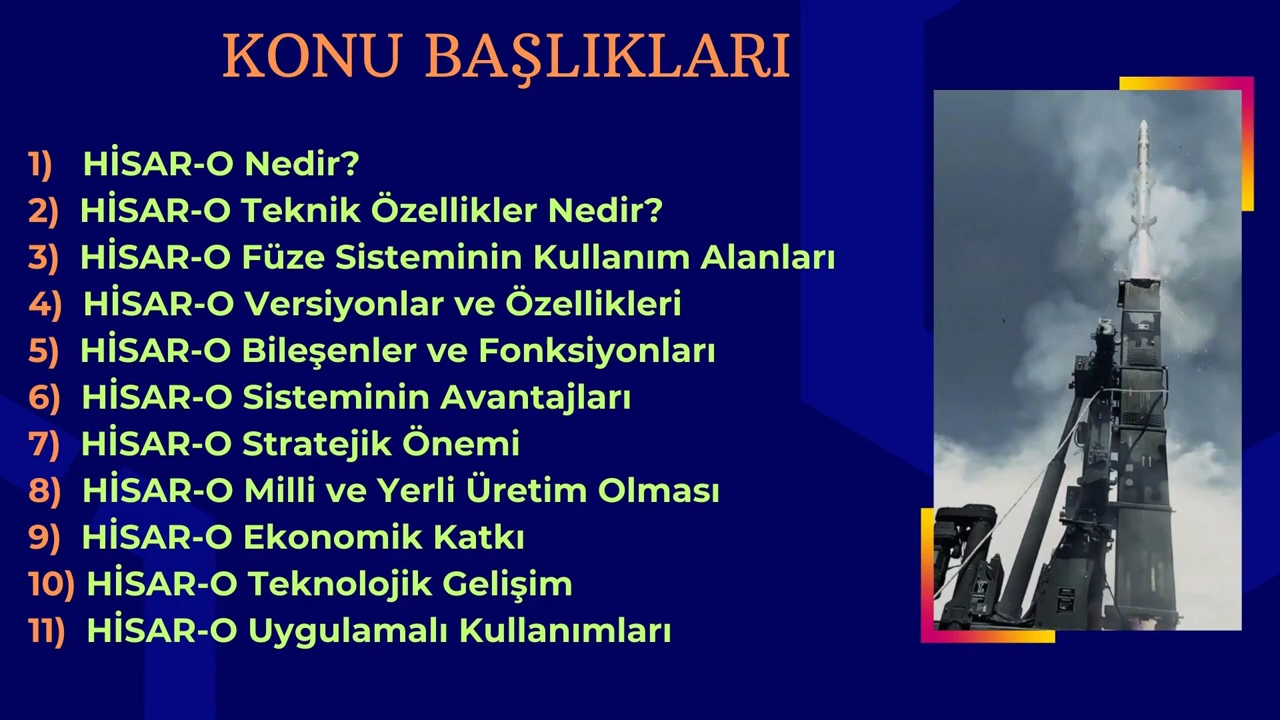 KONU BAŞLIKLARI
1) HİSAR-O Nedir?
2) HİSAR-O Teknik Özellikler Nedir?
3) HİSAR-O Füze Sisteminin Kullanım Alanları
4) HİSAR-O Versiyonlar ve Özellikleri
5) HİSAR-O Bileşenler ve Fonksiyonları
6) HİSAR-O Sisteminin Avantajları
7) HİSAR-O Stratejik Önemi
8) HİSAR-O Milli ve Yerli Üretim Olması
9) HİSAR-O Ekonomik Katkı
10) HİSAR-O Teknolojik Gelişim
11) HİSAR-O Uygulamalı Kullanımları